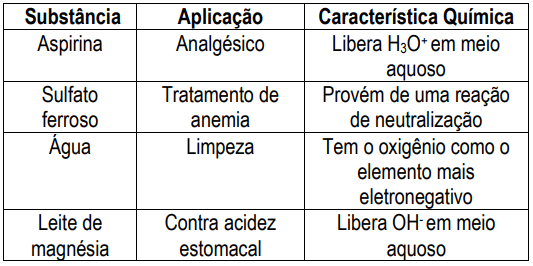 Substância Aplicação Característica Química
Aspirina Analgésico Libera H₃O⁺ em meio
aquoso
Sulfato Tratamento de Provém de uma reação
ferroso anemia de neutralização
Água Limpeza Tem o oxigênio como o
elemento mais
eletronegativo
Leite de Contra acidez Libera OH⁻ em meio
magnésia estomacal aquoso